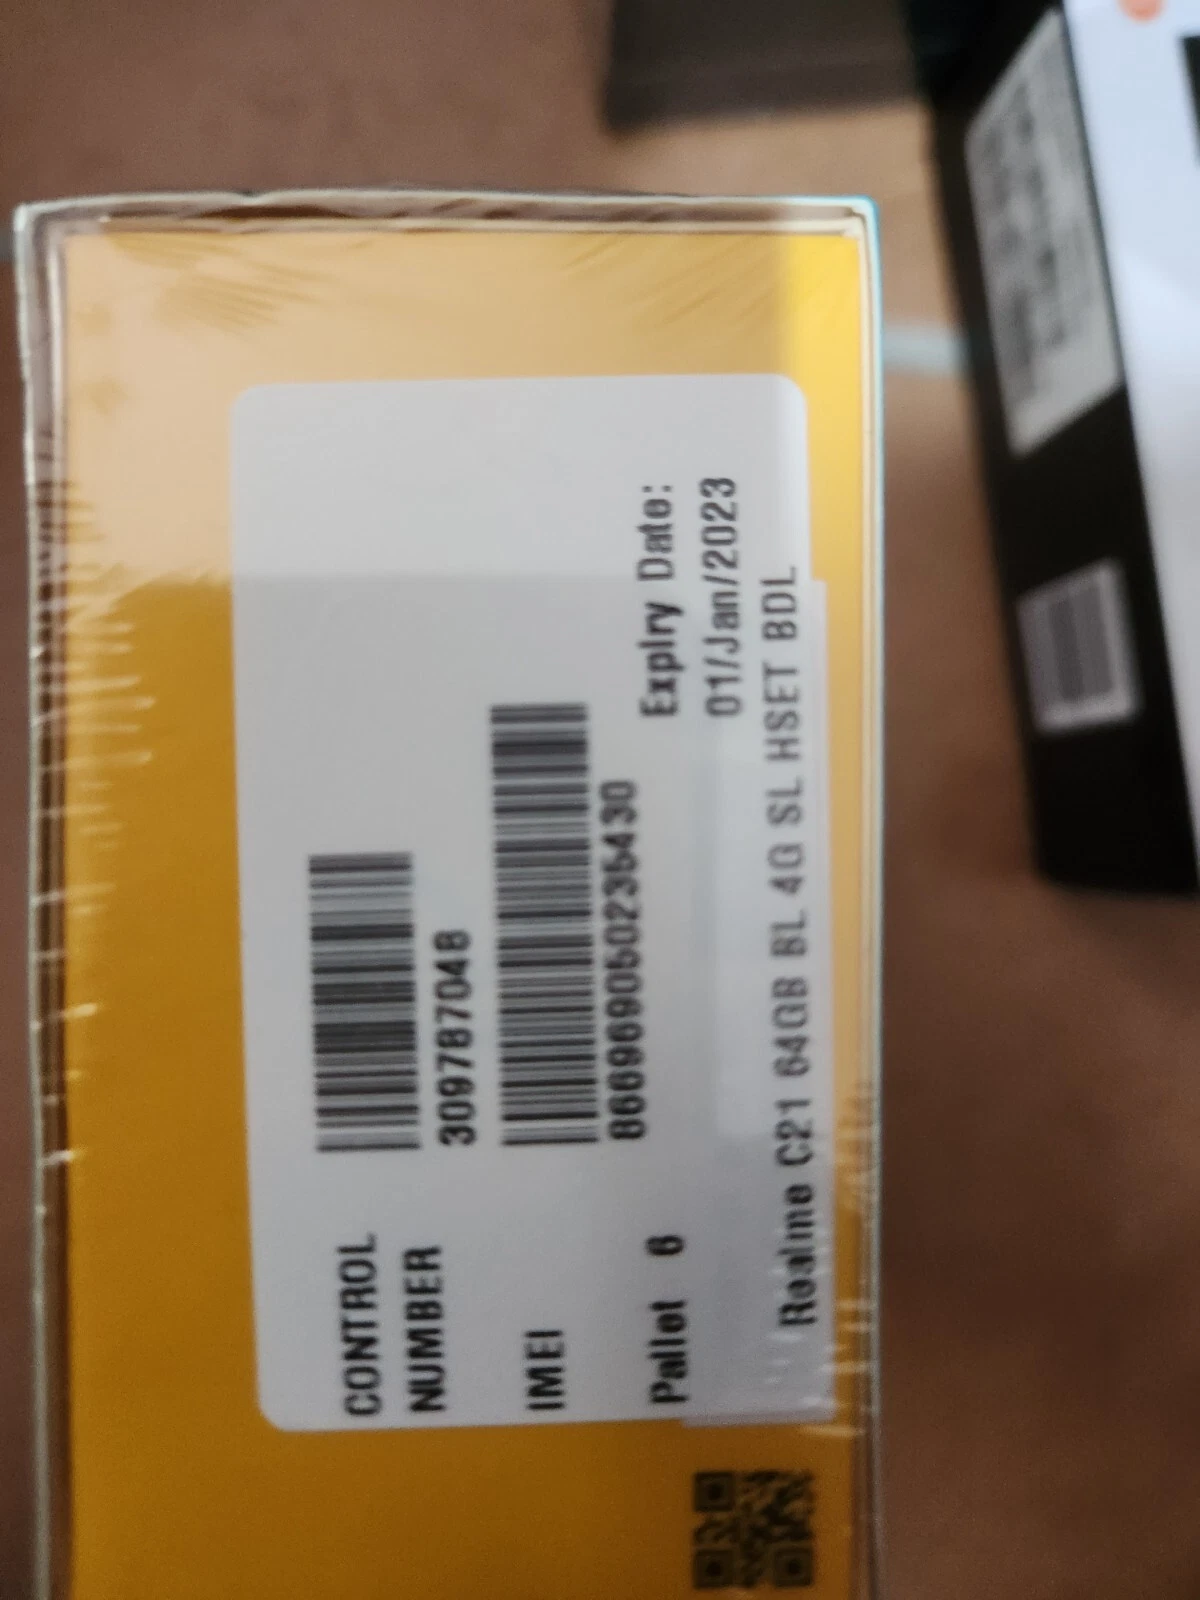 CONTROL
NUMBER
309787048
IMEI
866969050235430
Pallet 6
Expiry Date:
01/Jan/2023
Realme C21 64GB BL 4G SL HSET BDL